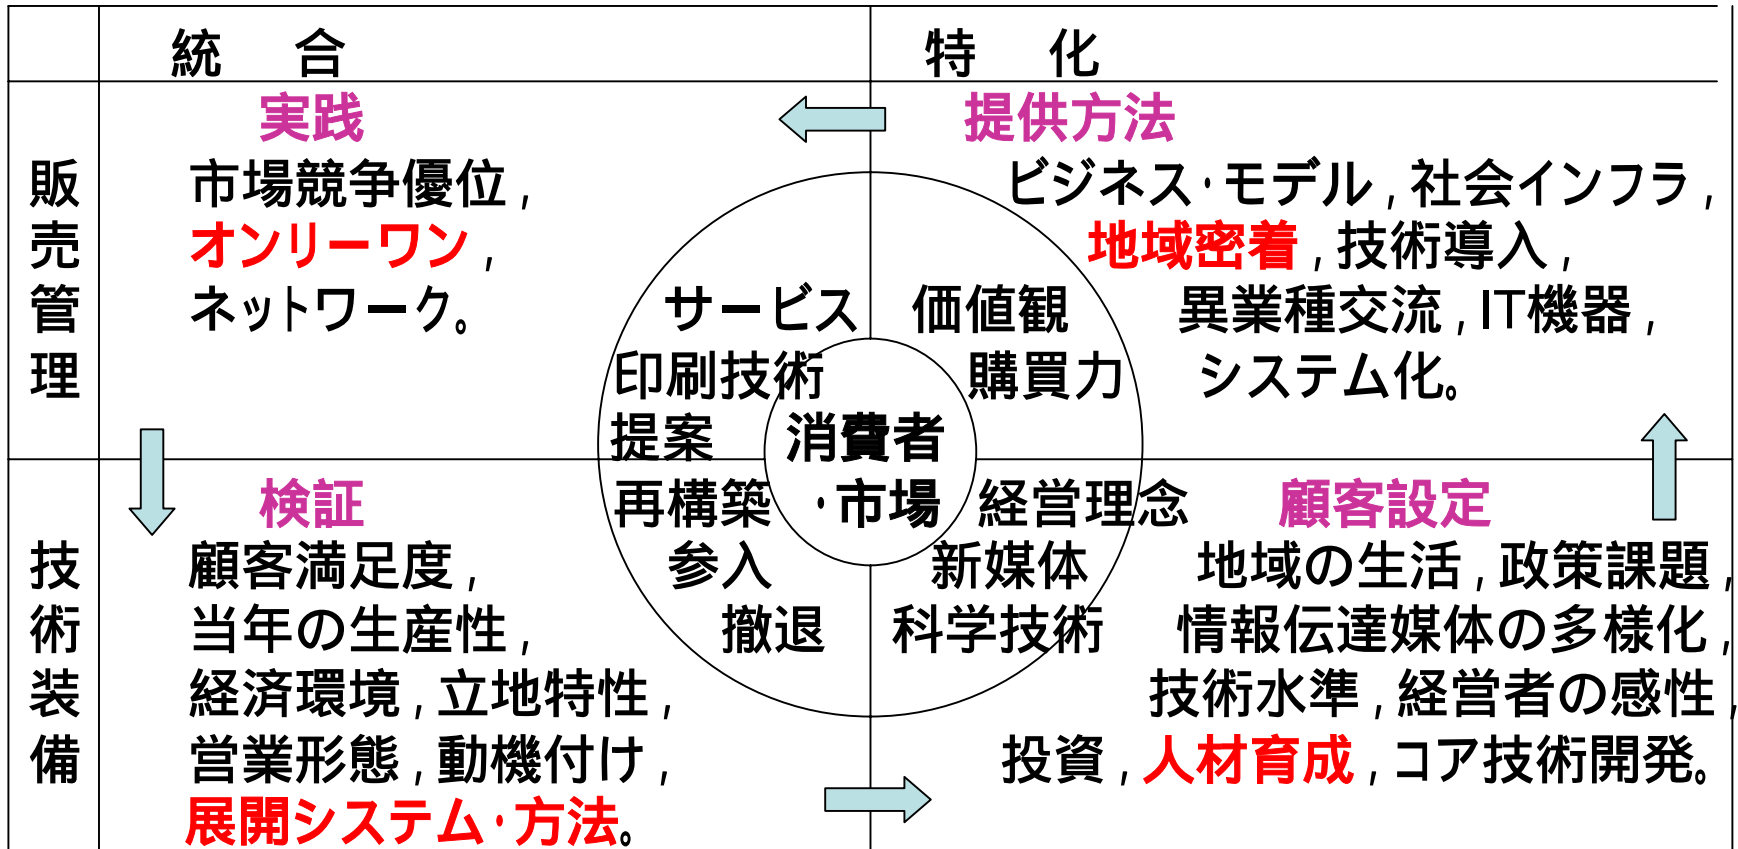 統 合
特 化
販売管理
実践
市場競争優位,
オンリーワン,
ネットワーク。
提供方法
ビジネス・モデル,社会インフラ,
地域密着,技術導入,
異業種交流,IT機器,
システム化。
サービス
印刷技術
提案
価値観
購買力
消費者
・市場
再構築
参入
撤退
経営理念
新媒体
科学技術
技術装備
検証
顧客満足度,
当年の生産性,
経済環境,立地特性,
営業形態,動機付け,
展開システム・方法。
顧客設定
地域の生活,政策課題,
情報伝達媒体の多様化,
技術水準,経営者の感性,
投資,人材育成,コア技術開発。